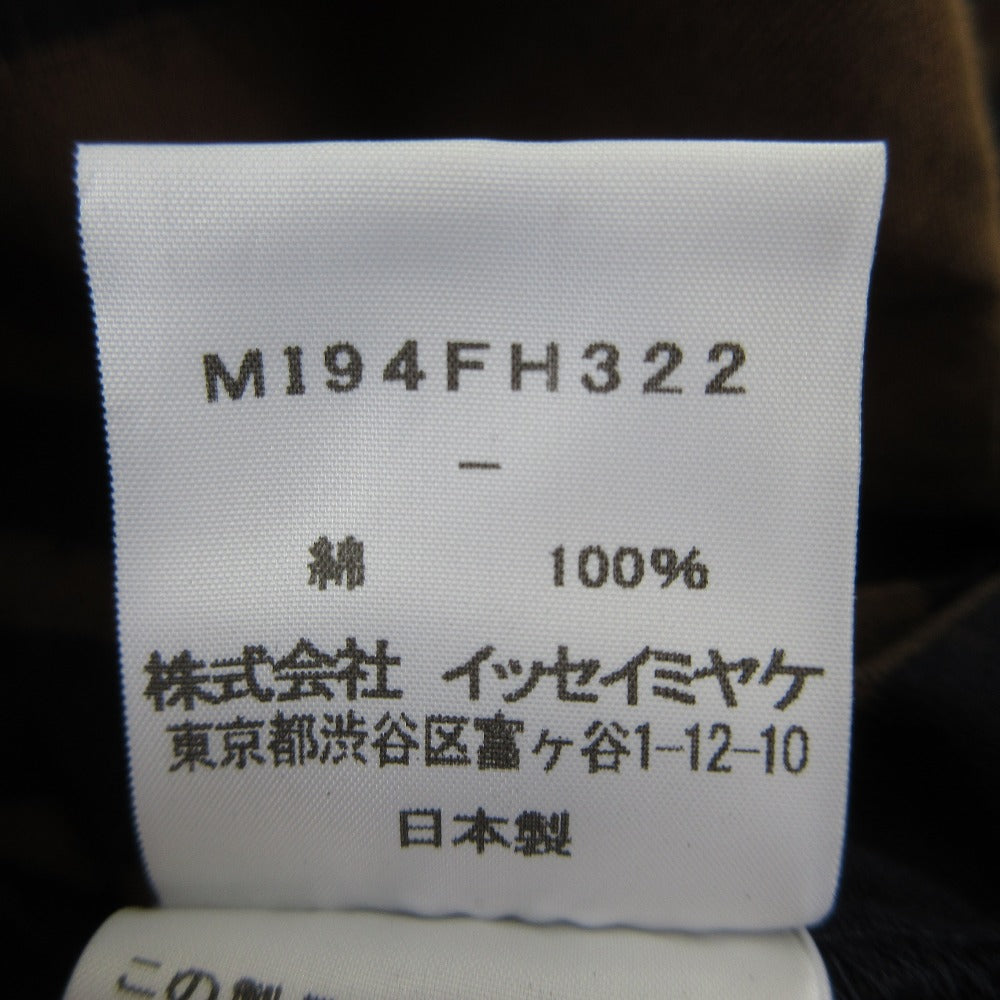 MI94FH322
—
綿 100%
株式会社 イッセイミヤケ
東京都渋谷区富ヶ谷1-12-10
日本製
この製